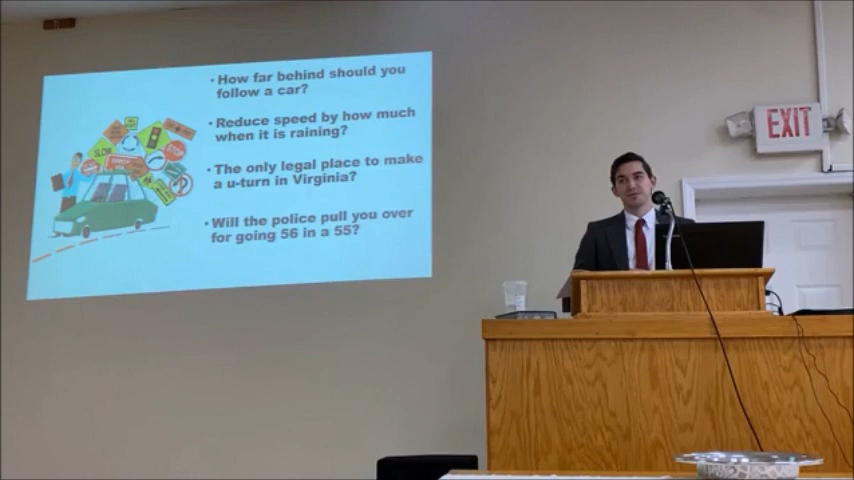 • How far behind should you
follow a car?
• Reduce speed by how much
when it is raining?
• The only legal place to make
a u-turn in Virginia?
• Will the police pull you over
for going 56 in a 55?
SLOW
STOP
EXIT